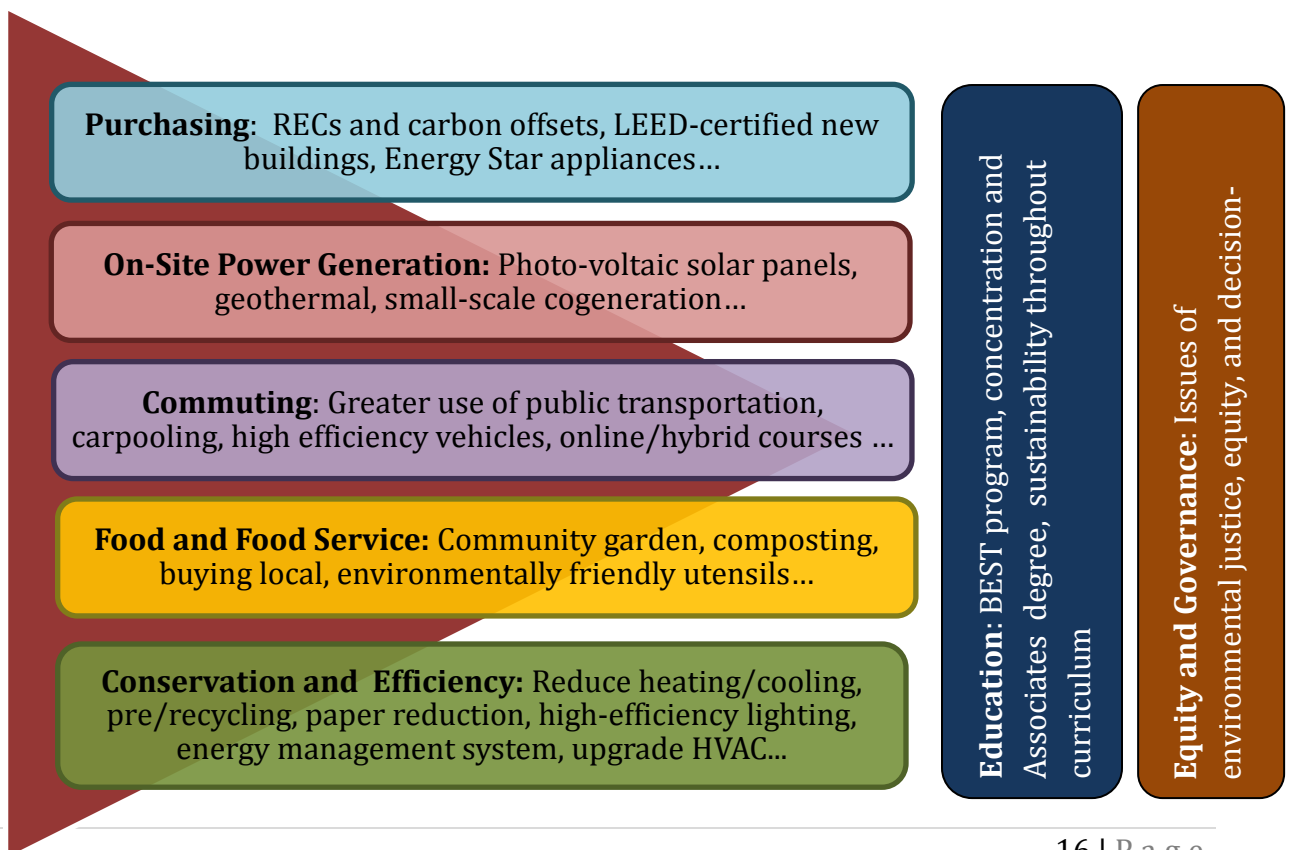 Purchasing:  RECs and carbon offsets, LEED-certified new
buildings, Energy Star appliances…
On-Site Power Generation: Photo-voltaic solar panels,
geothermal, small-scale cogeneration…
Commuting: Greater use of public transportation,
carpooling, high efficiency vehicles, online/hybrid courses …
Food and Food Service: Community garden, composting,
buying local, environmentally friendly utensils…
Conservation and  Efficiency: Reduce heating/cooling,
pre/recycling, paper reduction, high-efficiency lighting,
energy management system, upgrade HVAC...
Education: BEST program, concentration and
Associates  degree,  sustainability throughout
curriculum
Equity and Governance: Issues of
environmental justice, equity, and decision-
16 | P a g e